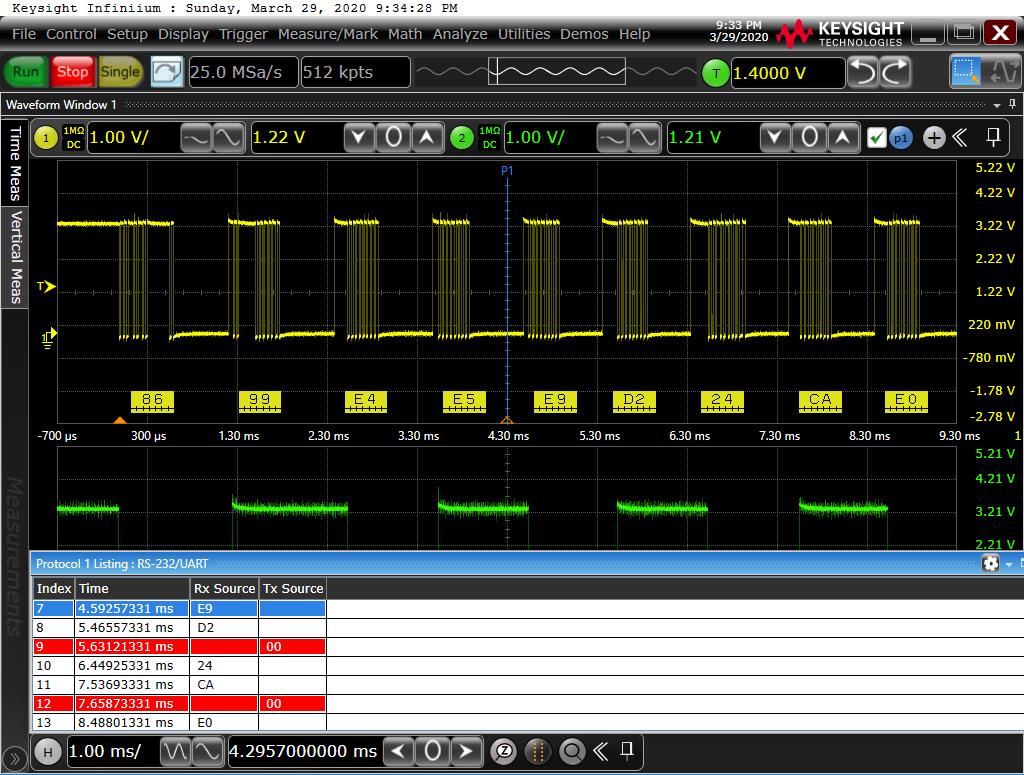 Keysight Infiniium : Sunday, March 29, 2020 9:34:28 PM
File Control Setup Display Trigger Measure/Mark Math Analyze Utilities Demos Help
9:33 PM
3/29/2020
KEYSIGHT
TECHNOLOGIES
Run Stop Single 25.0 MSa/s 512 kpts T 1.4000 V
Waveform Window 1
Time Meas
Vertical Meas
Measurements
1 1MΩ DC 1.00 V/ 1.22 V 0 2 1MΩ DC 1.00 V/ 1.21 V 0 p1
P1
5.22 V
4.22 V
3.22 V
2.22 V
T 1.22 V
1 220 mV
-780 mV
-1.78 V
86 99 E4 E5 E9 D2 24 CA E0
-2.78 V
-700 µs 300 µs 1.30 ms 2.30 ms 3.30 ms 4.30 ms 5.30 ms 6.30 ms 7.30 ms 8.30 ms 9.30 ms 1
5.21 V
4.21 V
3.21 V
2.21 V
Protocol 1 Listing : RS-232/UART
Index Time Rx Source Tx Source
7 4.59257331 ms E9
8 5.46557331 ms D2
9 5.63121331 ms 00
10 6.44925331 ms 24
11 7.53693331 ms CA
12 7.65873331 ms 00
13 8.48801331 ms E0
H 1.00 ms/ 4.2957000000 ms 0 Z